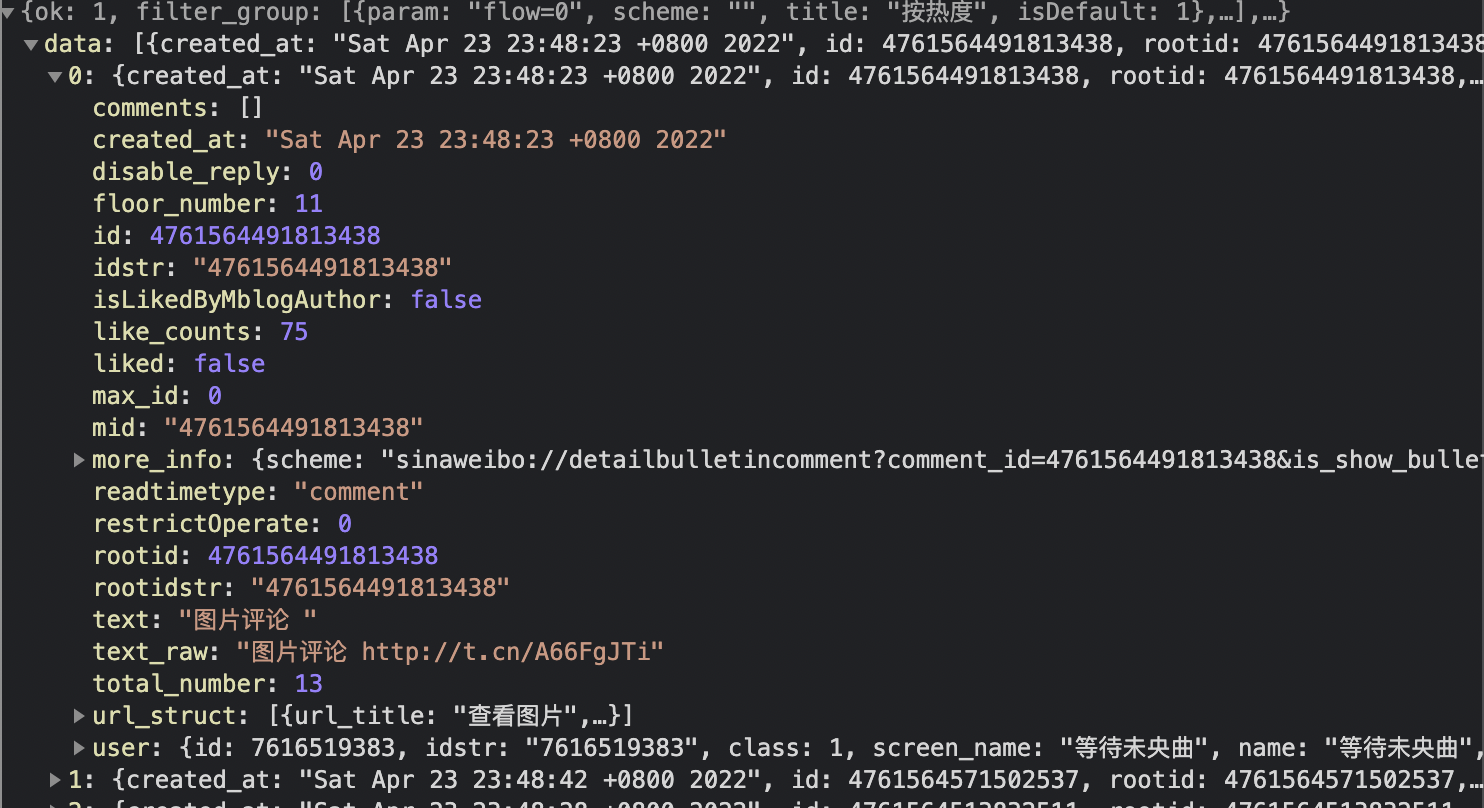 ▼{ok: 1, filter_group: [{param: "flow=0", scheme: "", title: "按热度", isDefault: 1},…],…}
▼data: [{created_at: "Sat Apr 23 23:48:23 +0800 2022", id: 4761564491813438, rootid: 4761564491813438
▼0: {created_at: "Sat Apr 23 23:48:23 +0800 2022", id: 4761564491813438, rootid: 4761564491813438,…
comments: []
created_at: "Sat Apr 23 23:48:23 +0800 2022"
disable_reply: 0
floor_number: 11
id: 4761564491813438
idstr: "4761564491813438"
isLikedByMblogAuthor: false
like_counts: 75
liked: false
max_id: 0
mid: "4761564491813438"
▶more_info: {scheme: "sinaweibo://detailbulletincomment?comment_id=4761564491813438&is_show_bullet
readtimetype: "comment"
restrictOperate: 0
rootid: 4761564491813438
rootidstr: "4761564491813438"
text: "图片评论 "
text_raw: "图片评论 http://t.cn/A66FgJTi"
total_number: 13
▶url_struct: [{url_title: "查看图片",…}]
▶user: {id: 7616519383, idstr: "7616519383", class: 1, screen_name: "等待未央曲", name: "等待未央曲",
▶1: {created_at: "Sat Apr 23 23:48:42 +0800 2022", id: 4761564571502537, rootid: 4761564571502537,…